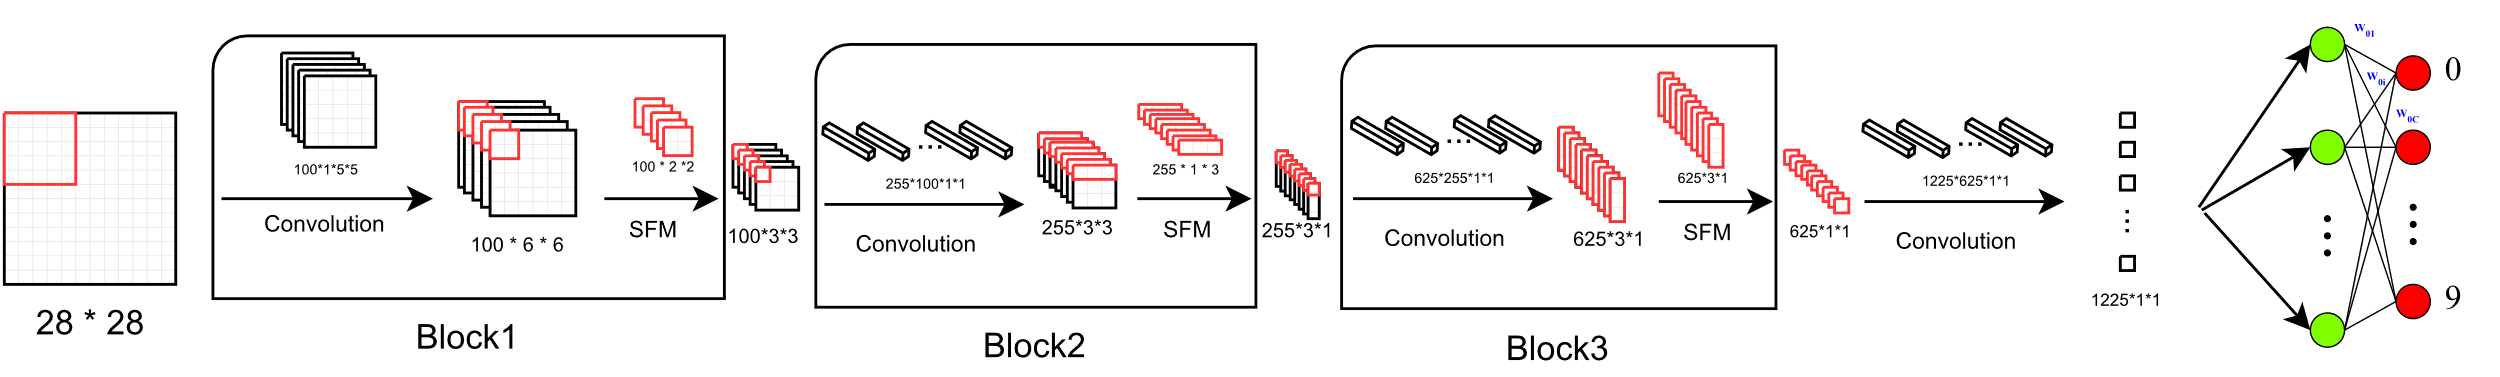 28 * 28
100*1*5*5
Convolution
100 * 6 * 6
100 * 2 *2
SFM
Block1
100*3*3
255*100*1*1
Convolution
255*3*3
255 * 1 * 3
SFM
Block2
255*3*1
625*255*1*1
Convolution
625*3*1
625*3*1
SFM
Block3
625*1*1
1225*625*1*1
Convolution
1225*1*1
W01
W0i
W0C
0
9